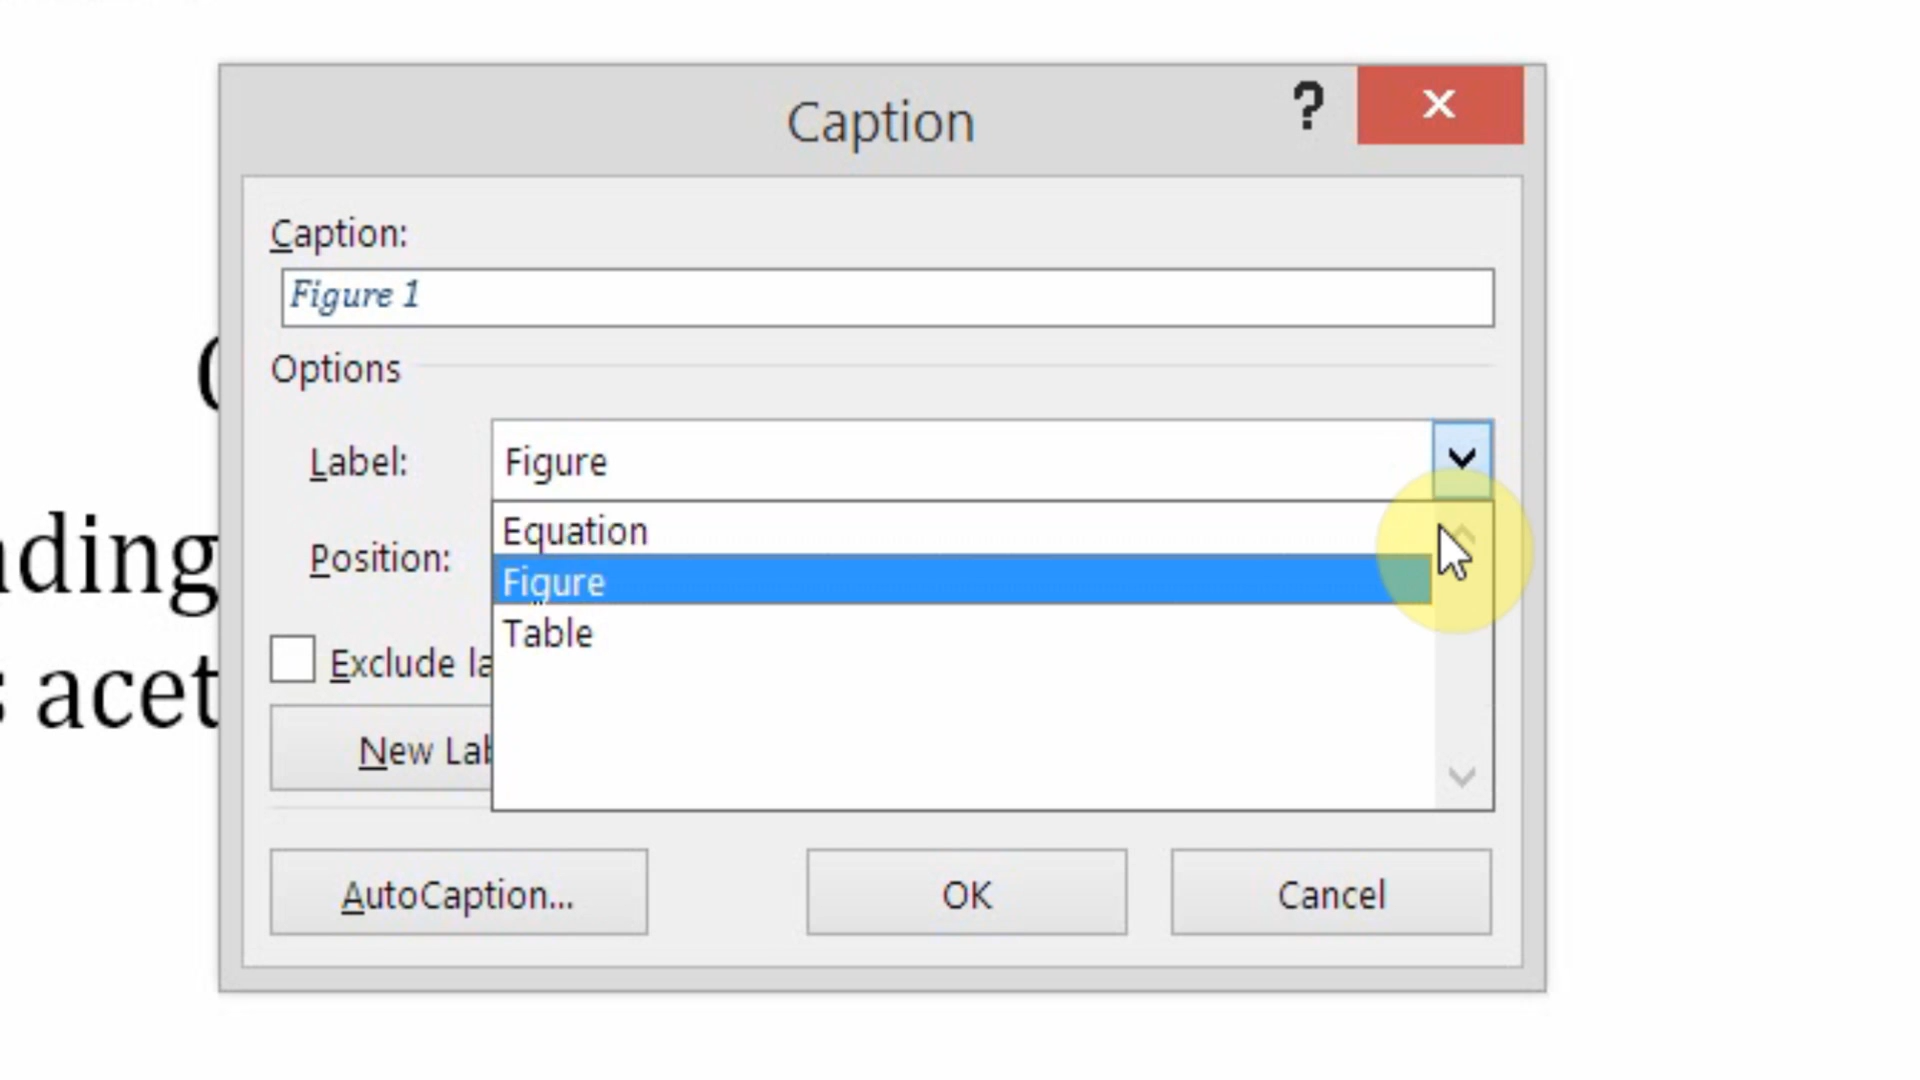 Caption
?
Caption:
Figure 1
Options
Label:
Figure
Equation
Position:
Figure
Table
Exclude la
New Lab
AutoCaption...
OK
Cancel
nding
s acet